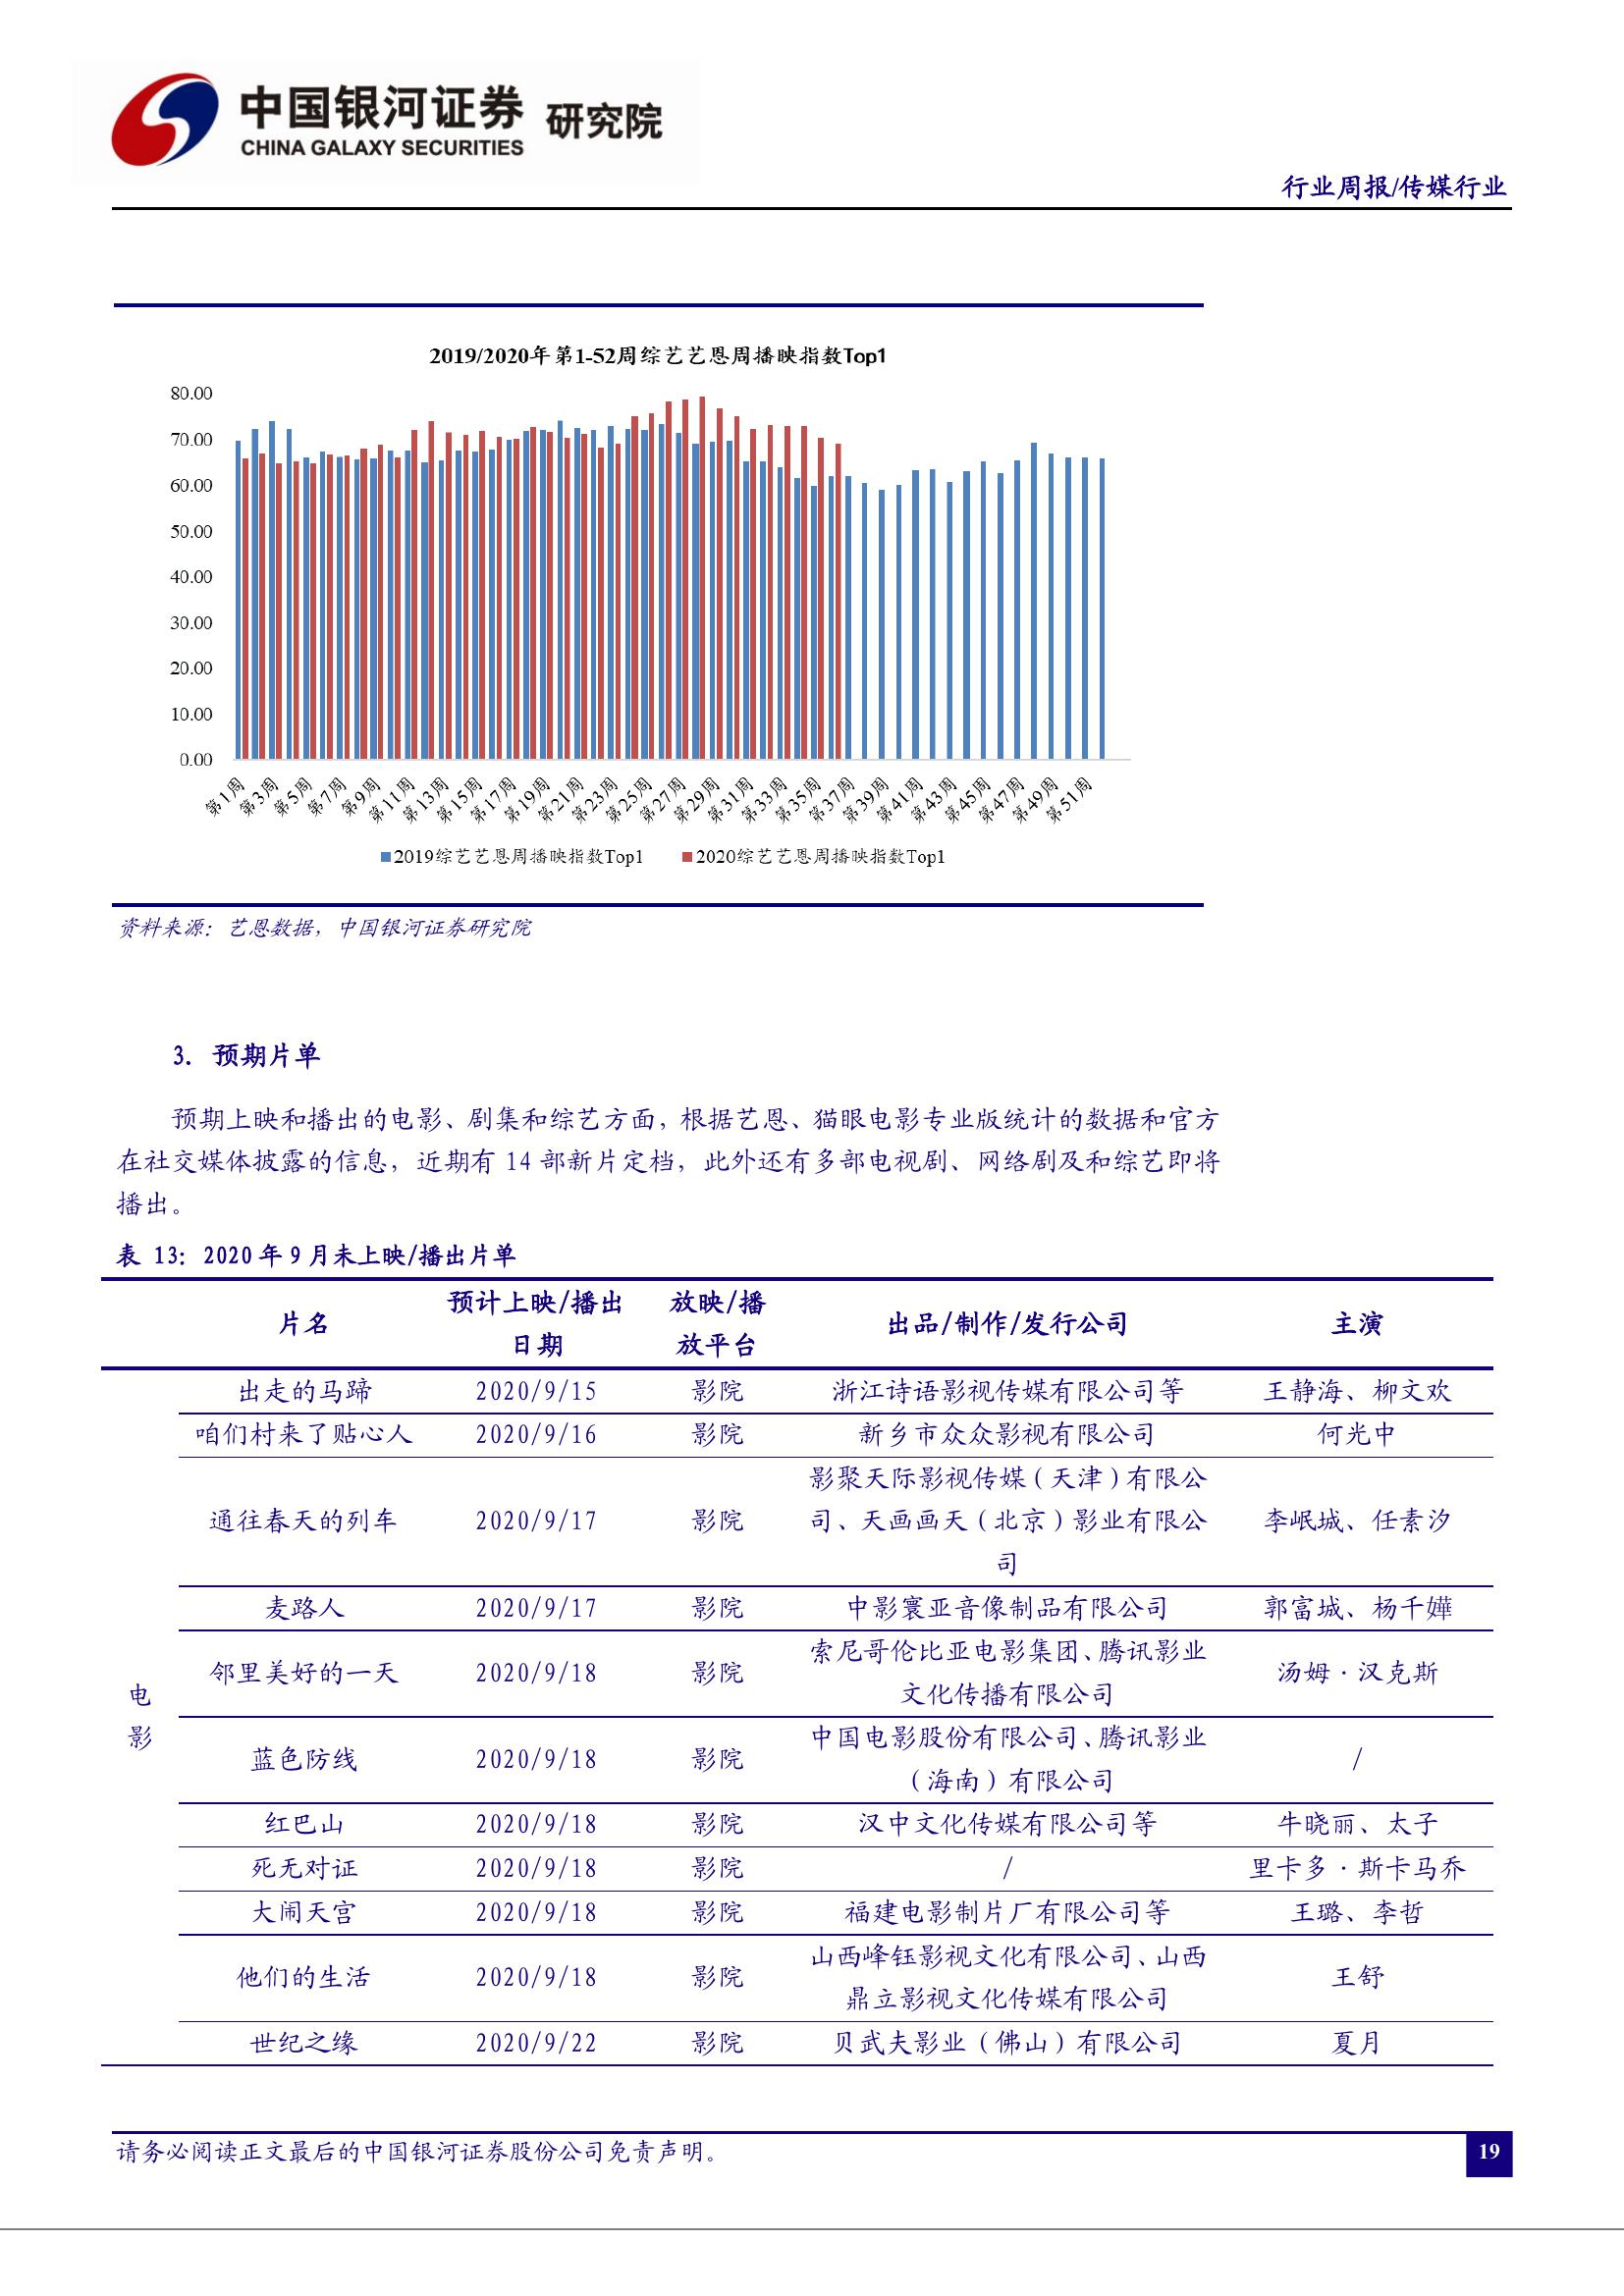 中国银河证券 研究院
CHINA GALAXY SECURITIES
行业周报/传媒行业
2019/2020年第1-52周综艺艺恩周播映指数Top1
80.00
70.00
60.00
50.00
40.00
30.00
20.00
10.00
0.00
第1周 第3周 第5周 第7周 第9周 第11周 第13周 第15周 第17周 第19周 第21周 第23周 第25周 第27周 第29周 第31周 第33周 第35周 第37周 第39周 第41周 第43周 第45周 第47周 第49周 第51周
2019综艺艺恩周播映指数Top1 2020综艺艺恩周播映指数Top1
资料来源：艺恩数据，中国银河证券研究院
3. 预期片单
预期上映和播出的电影、剧集和综艺方面，根据艺恩、猫眼电影专业版统计的数据和官方
在社交媒体披露的信息，近期有 14 部新片定档，此外还有多部电视剧、网络剧及和综艺即将
播出。
表 13：2020 年 9 月未上映/播出片单
片名 预计上映/播出日期 放映/播放平台 出品/制作/发行公司 主演
电影
出走的马蹄 2020/9/15 影院 浙江诗语影视传媒有限公司等 王静海、柳文欢
咱们村来了贴心人 2020/9/16 影院 新乡市众众影视有限公司 何光中
通往春天的列车 2020/9/17 影院 影聚天际影视传媒（天津）有限公司、天画画天（北京）影业有限公司 李岷城、任素汐
麦路人 2020/9/17 影院 中影寰亚音像制品有限公司 郭富城、杨千嬅
邻里美好的一天 2020/9/18 影院 索尼哥伦比亚电影集团、腾讯影业文化传播有限公司 汤姆·汉克斯
蓝色防线 2020/9/18 影院 中国电影股份有限公司、腾讯影业（海南）有限公司 /
红巴山 2020/9/18 影院 汉中文化传媒有限公司等 牛晓丽、太子
死无对证 2020/9/18 影院 / 里卡多·斯卡马乔
大闹天宫 2020/9/18 影院 福建电影制片厂有限公司等 王璐、李哲
他们的生活 2020/9/18 影院 山西峰钰影视文化有限公司、山西鼎立影视文化传媒有限公司 王舒
世纪之缘 2020/9/22 影院 贝武夫影业（佛山）有限公司 夏月
请务必阅读正文最后的中国银河证券股份公司免责声明。
19